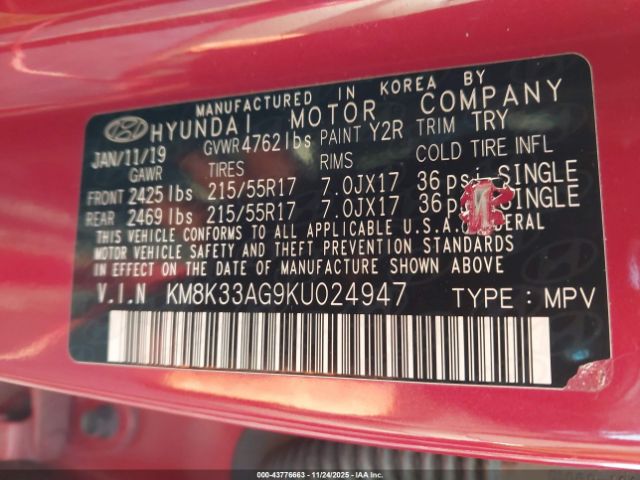 MANUFACTURED IN KOREA BY
HYUNDAI MOTOR COMPANY
JAN/11/19 GVWR 4762 lbs PAINT Y2R TRIM TRY
GAWR TIRES RIMS COLD TIRE INFL
FRONT 2425 lbs 215/55R17 7.0JX17 36 psi SINGLE
REAR 2469 lbs 215/55R17 7.0JX17 36 SINGLE
THIS VEHICLE CONFORMS TO ALL APPLICABLE U.S.A.
MOTOR VEHICLE SAFETY AND THEFT PREVENTION STANDARDS
IN EFFECT ON THE DATE OF MANUFACTURE SHOWN ABOVE.
V.I.N KM8K33AG9KU024947 TYPE : MPV
000-43776663 - 11/24/2025 - IAAI, Inc.